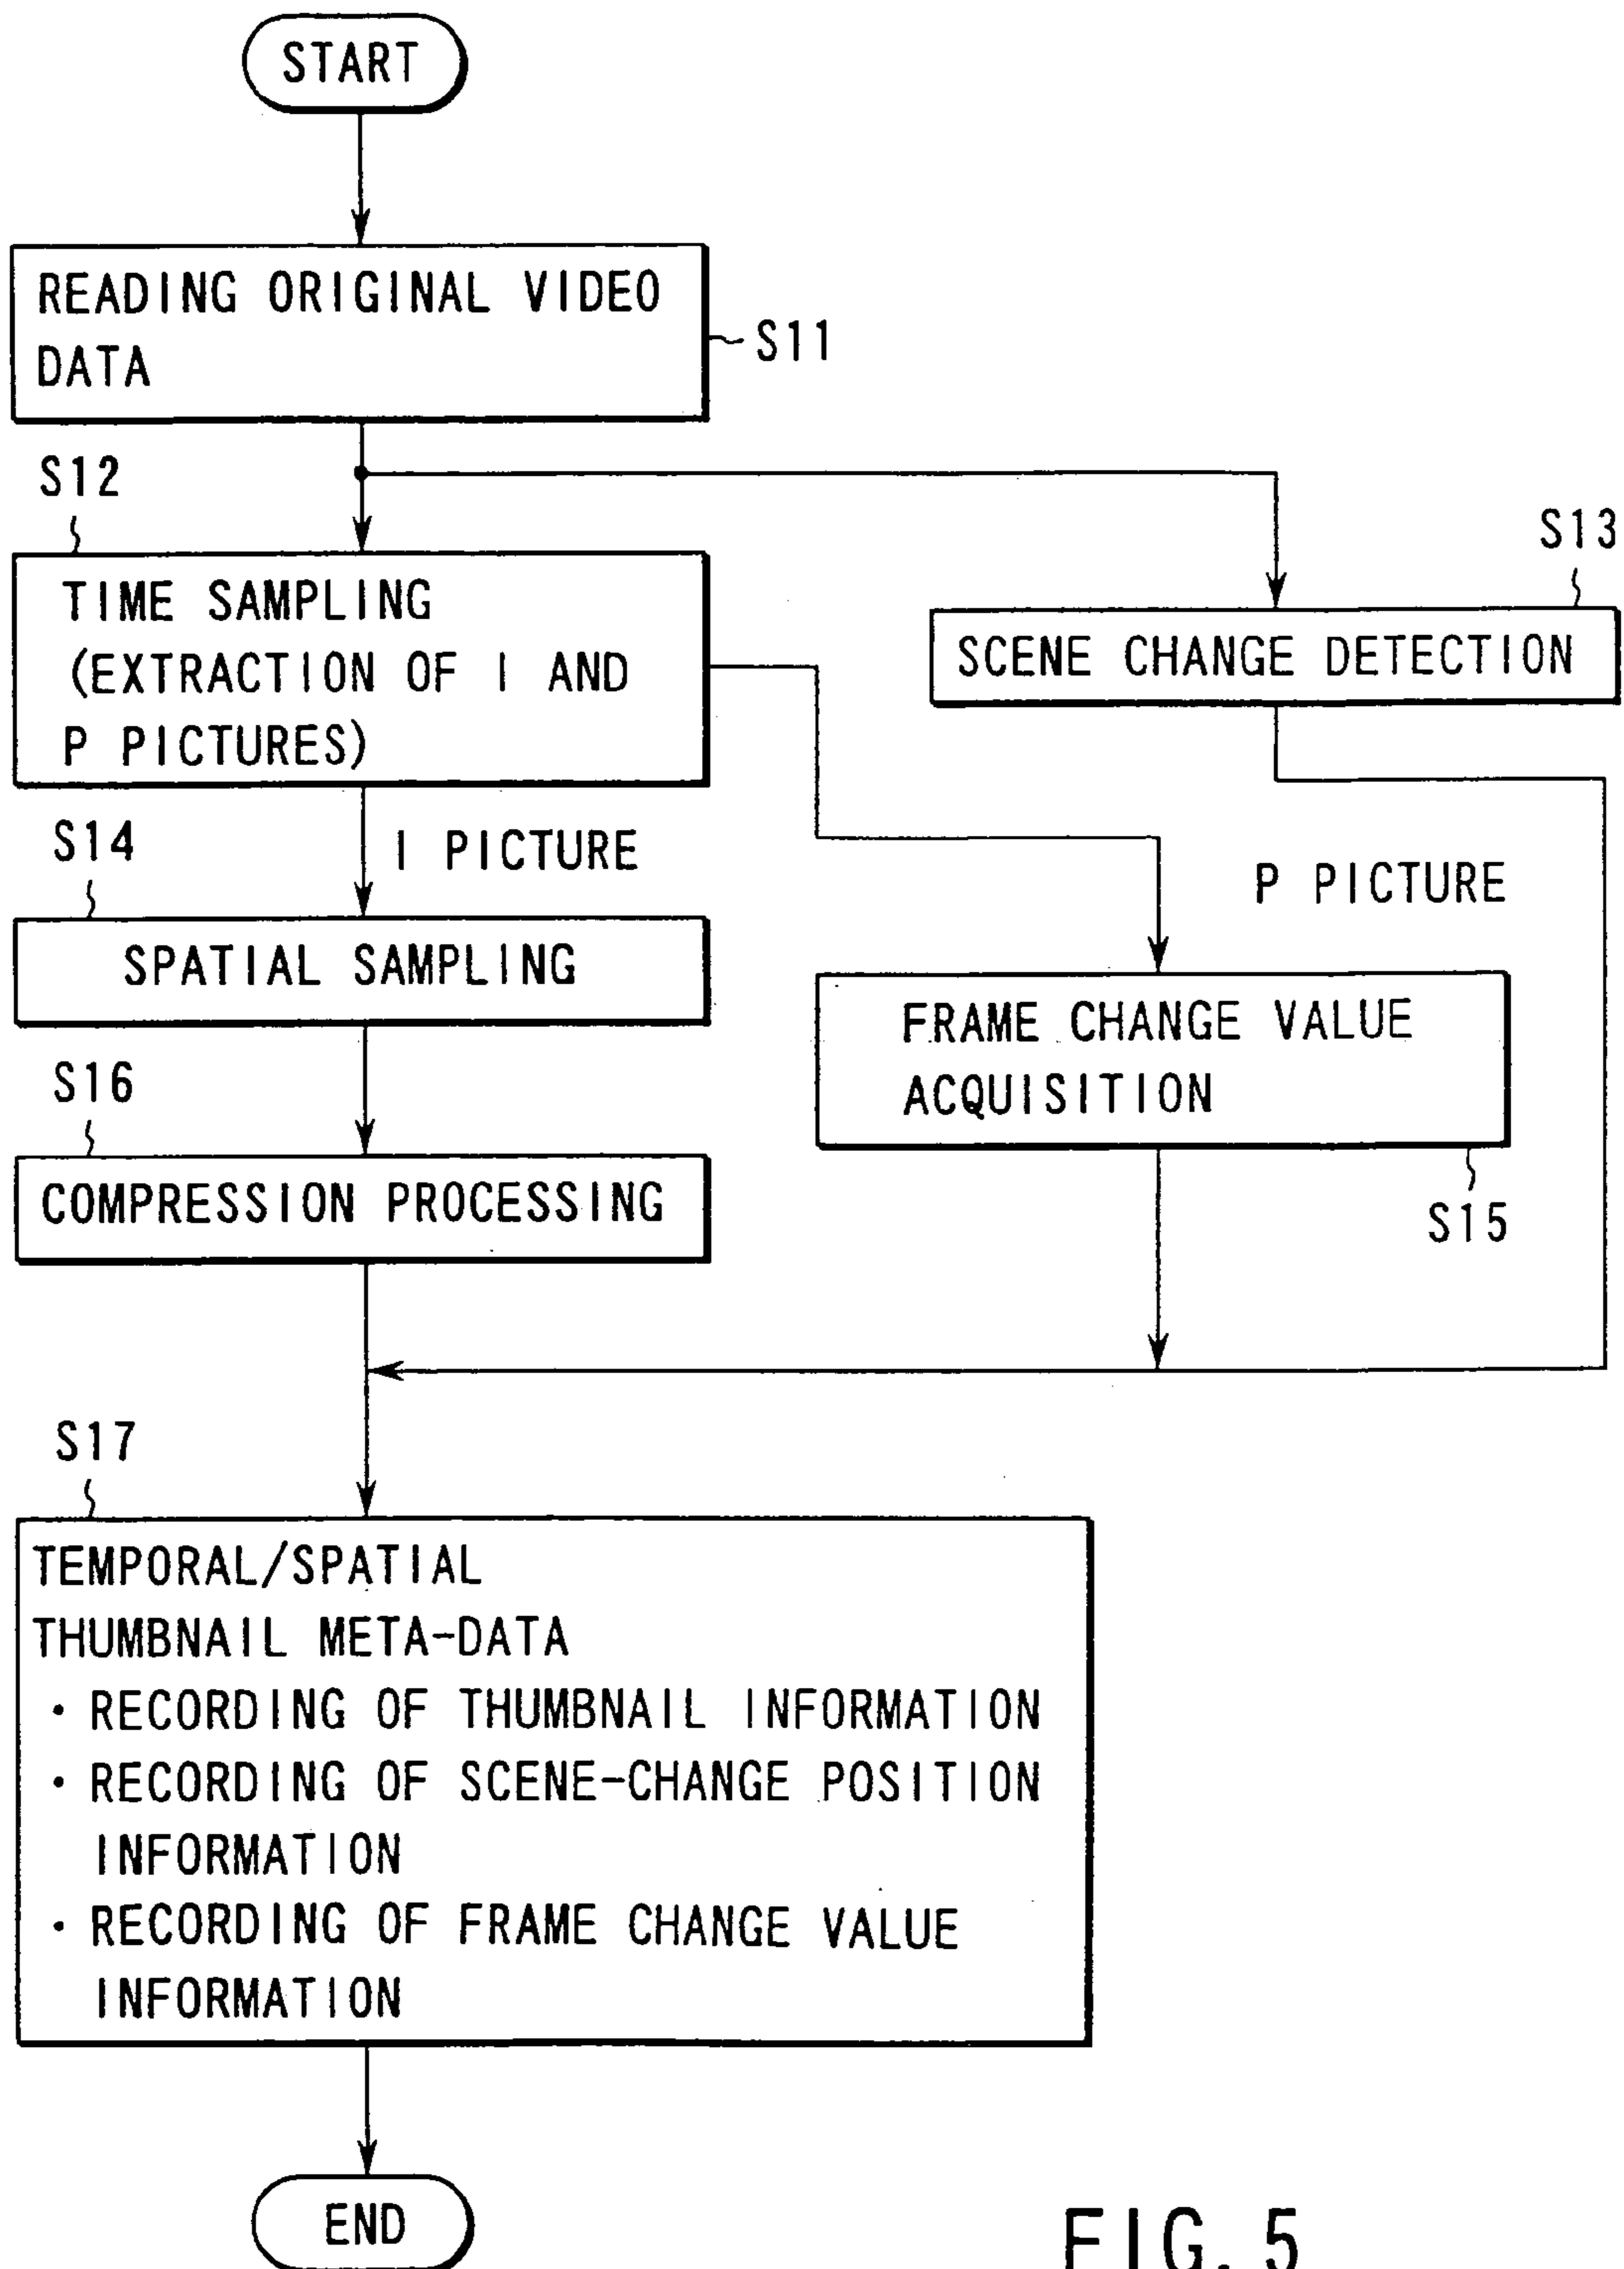 START
READING ORIGINAL VIDEO
DATA
S11
S12
TIME SAMPLING
(EXTRACTION OF I AND
P PICTURES)
S13
SCENE CHANGE DETECTION
S14
I PICTURE
P PICTURE
SPATIAL SAMPLING
FRAME CHANGE VALUE
ACQUISITION
S15
S16
COMPRESSION PROCESSING
S17
TEMPORAL/SPATIAL
THUMBNAIL META-DATA
· RECORDING OF THUMBNAIL INFORMATION
· RECORDING OF SCENE-CHANGE POSITION
INFORMATION
· RECORDING OF FRAME CHANGE VALUE
INFORMATION
END
FIG. 5